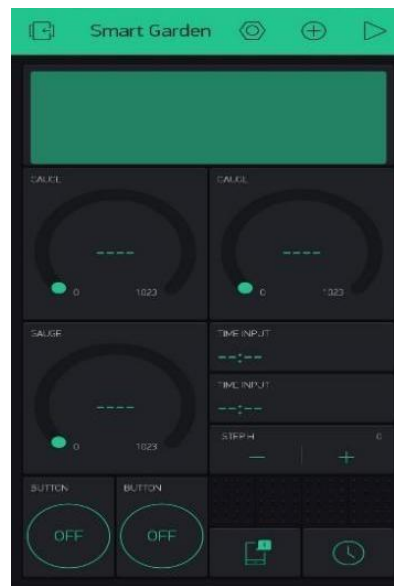 Smart Garden
GAUGE GAUGE
---- ----
0 1023 0 1023
GAUGE TIME INPUT
--:--
---- TIME INPUT
--:--
0 1023 STEP H 0
− +
BUTTON BUTTON
OFF OFF